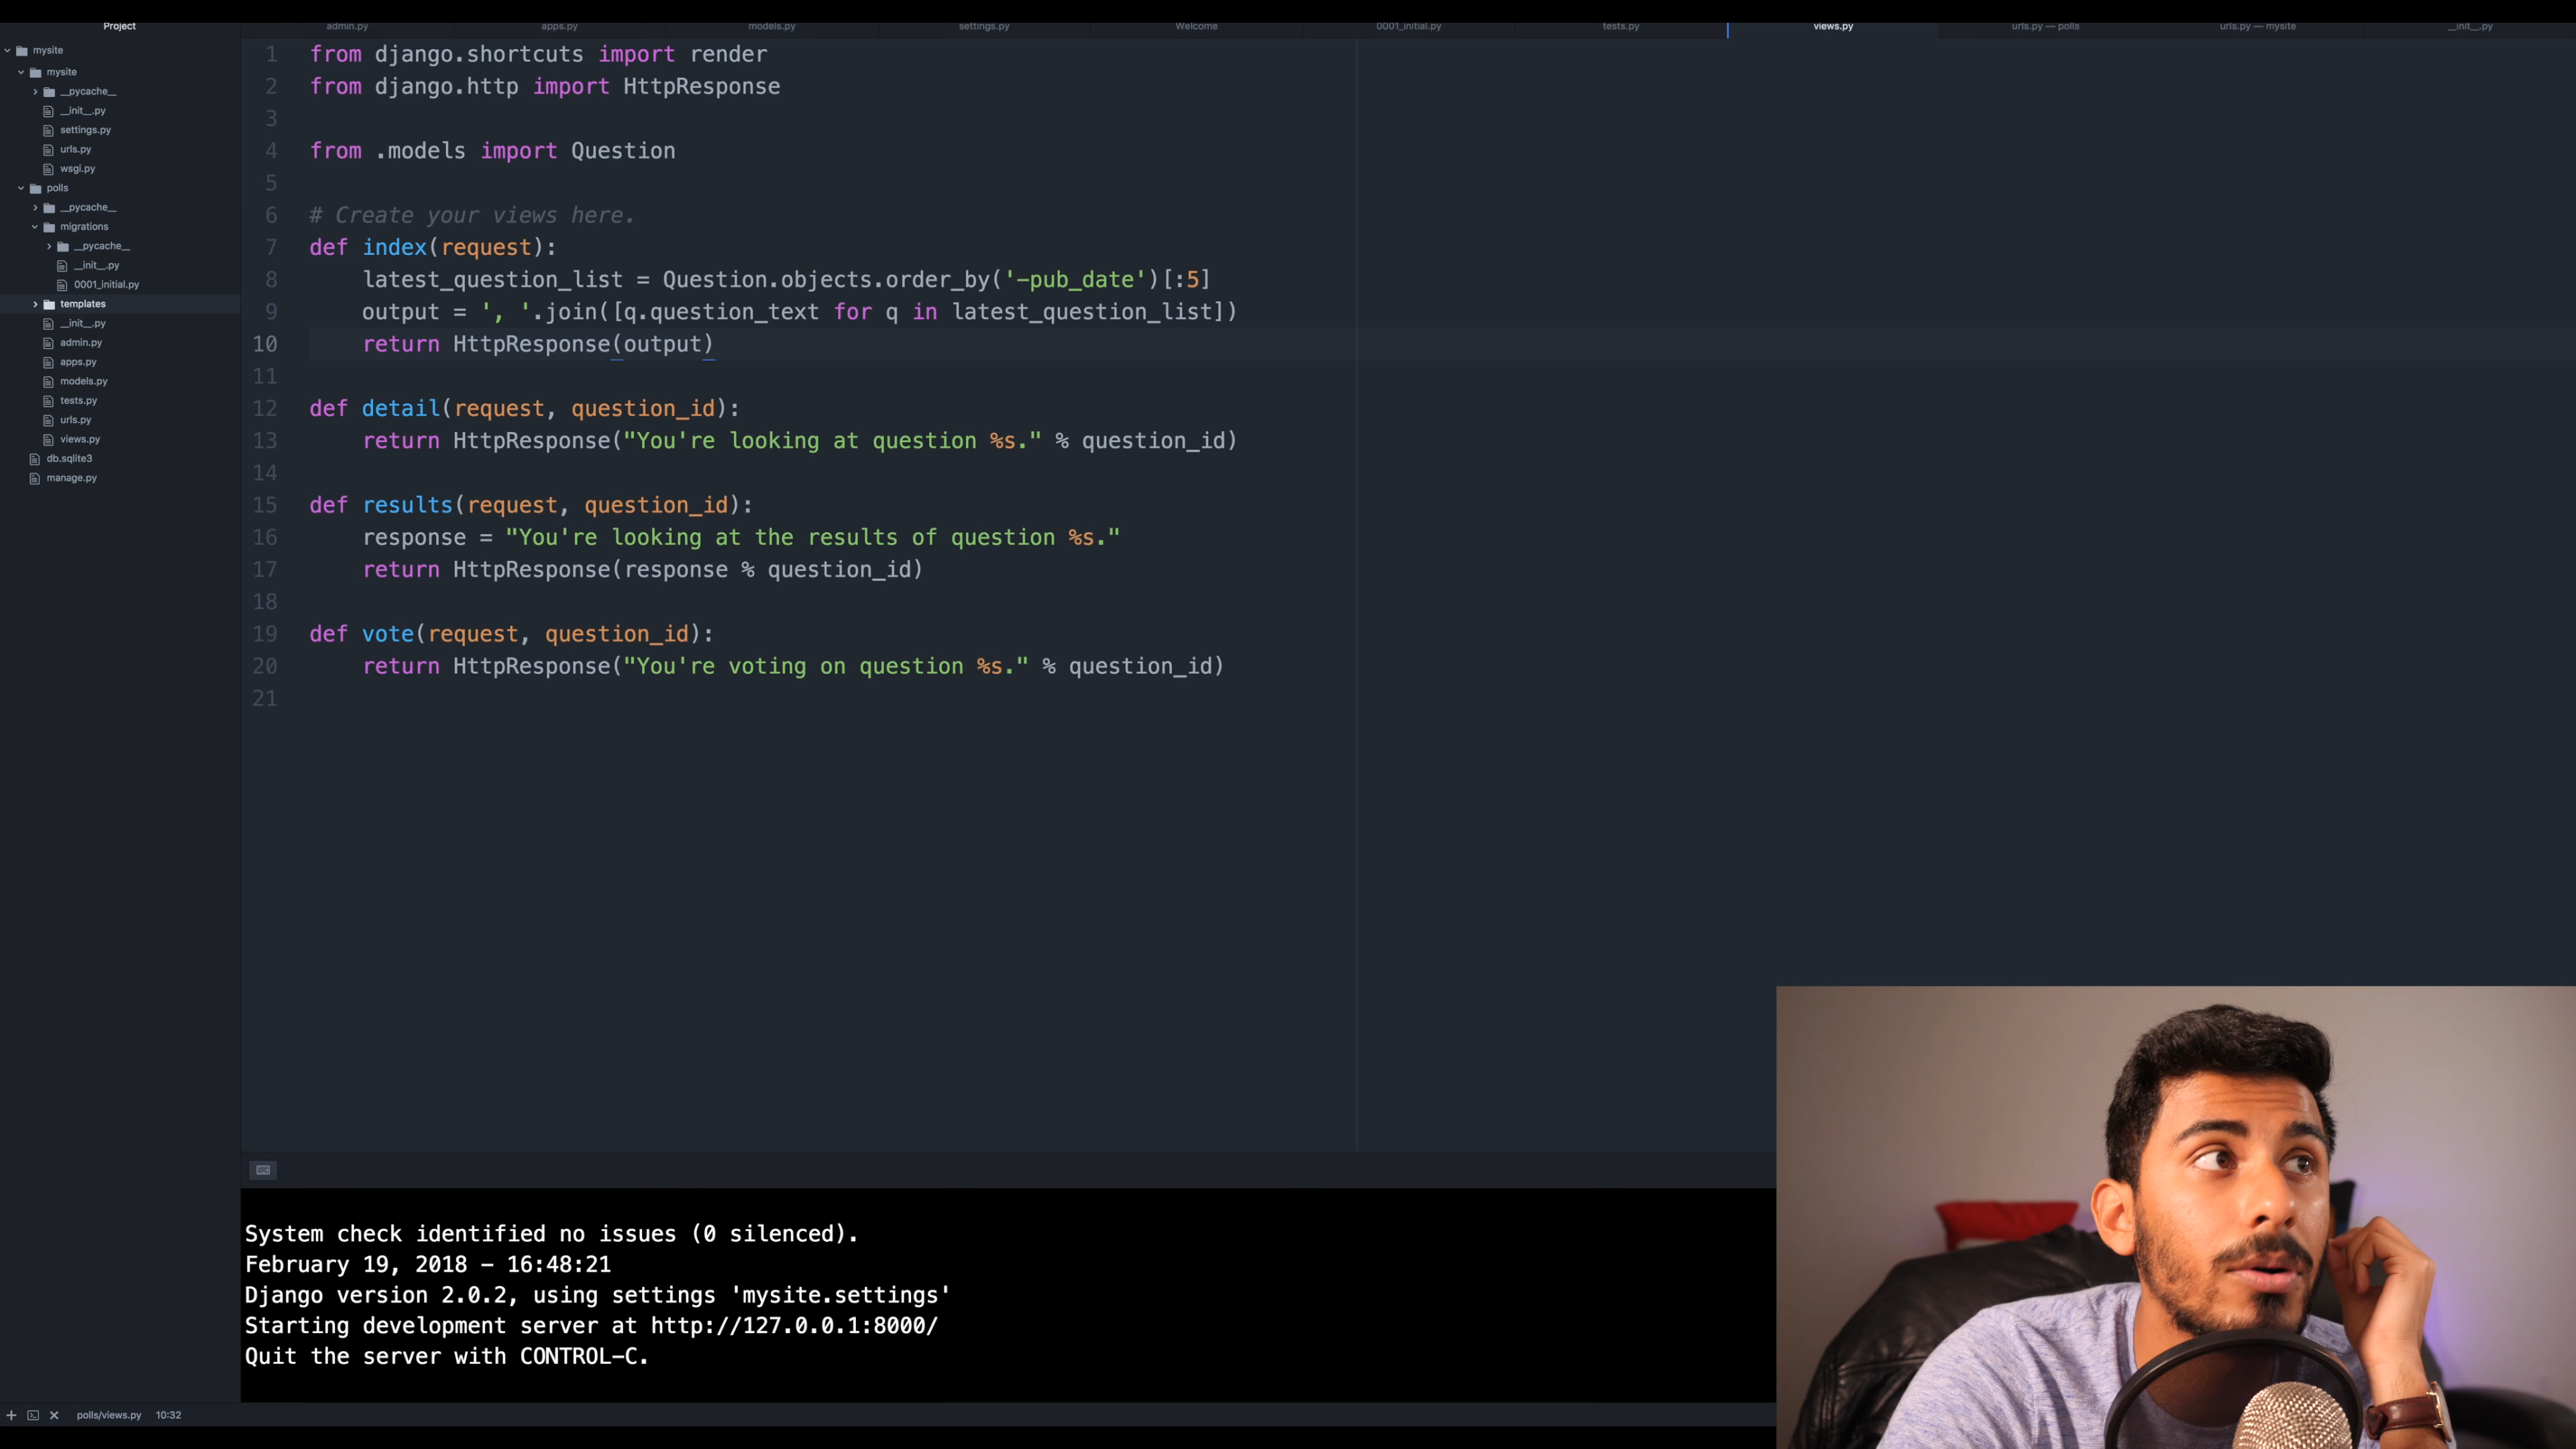 Project
admin.py
apps.py
models.py
settings.py
Welcome
0001_initial.py
tests.py
views.py
urls.py — polls
urls.py — mysite
__init__.py
mysite
mysite
__pycache__
__init__.py
settings.py
urls.py
wsgi.py
polls
__pycache__
migrations
__pycache__
__init__.py
0001_initial.py
templates
__init__.py
admin.py
apps.py
models.py
tests.py
urls.py
views.py
db.sqlite3
manage.py
1 from django.shortcuts import render
2 from django.http import HttpResponse
3
4 from .models import Question
5
6 # Create your views here.
7 def index(request):
8 latest_question_list = Question.objects.order_by('-pub_date')[:5]
9 output = ', '.join([q.question_text for q in latest_question_list])
10 return HttpResponse(output)
11
12 def detail(request, question_id):
13 return HttpResponse("You're looking at question %s." % question_id)
14
15 def results(request, question_id):
16 response = "You're looking at the results of question %s."
17 return HttpResponse(response % question_id)
18
19 def vote(request, question_id):
20 return HttpResponse("You're voting on question %s." % question_id)
21
System check identified no issues (0 silenced).
February 19, 2018 - 16:48:21
Django version 2.0.2, using settings 'mysite.settings'
Starting development server at http://127.0.0.1:8000/
Quit the server with CONTROL-C.
polls/views.py 10:32